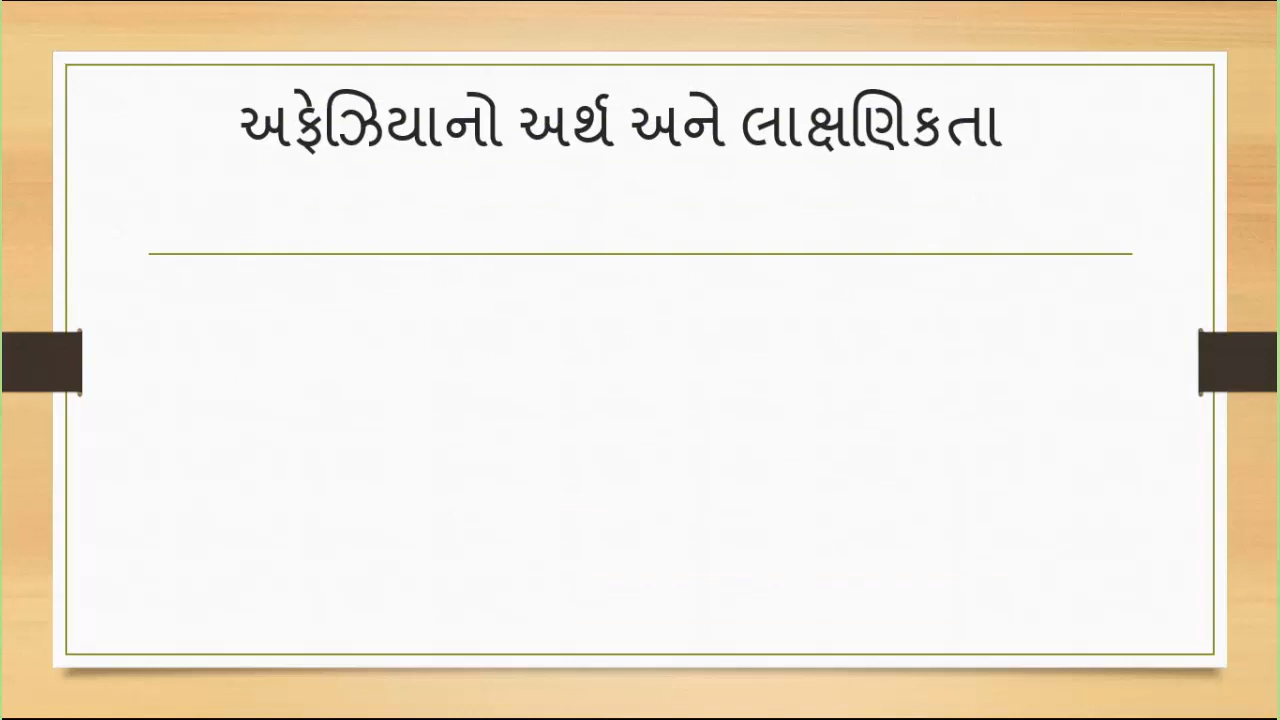 અફેઝિયાનો અર્થ અને લાક્ષણિકતા